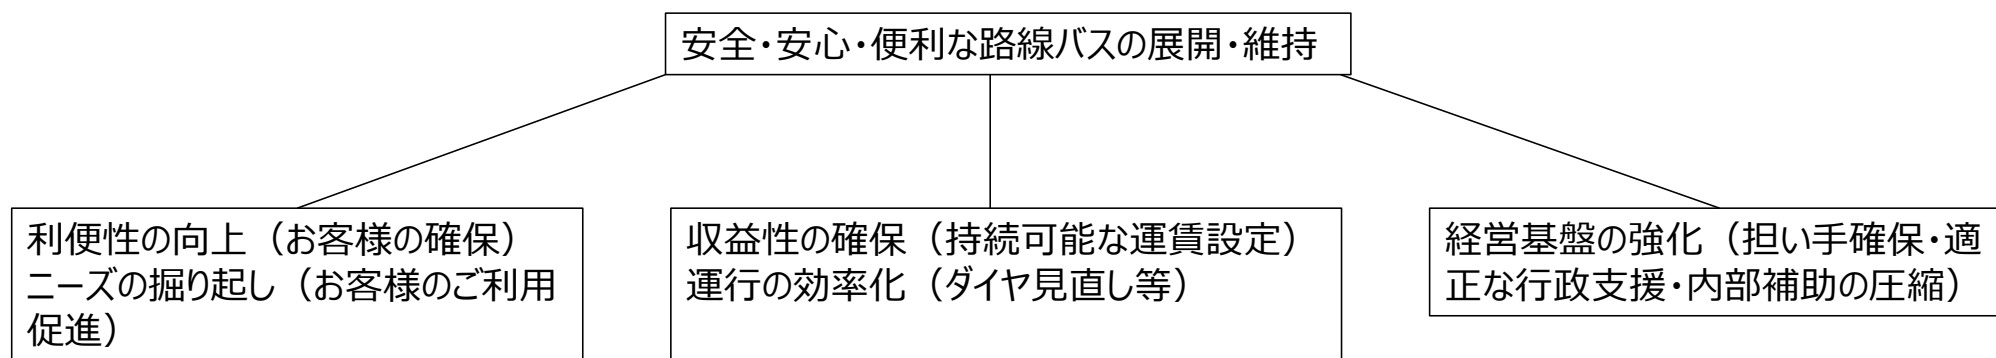 安全・安心・便利な路線バスの展開・維持
利便性の向上（お客様の確保）
ニーズの掘り起し（お客様のご利用
促進）
収益性の確保（持続可能な運賃設定）
運行の効率化（ダイヤ見直し等）
経営基盤の強化（担い手確保・適
正な行政支援・内部補助の圧縮）